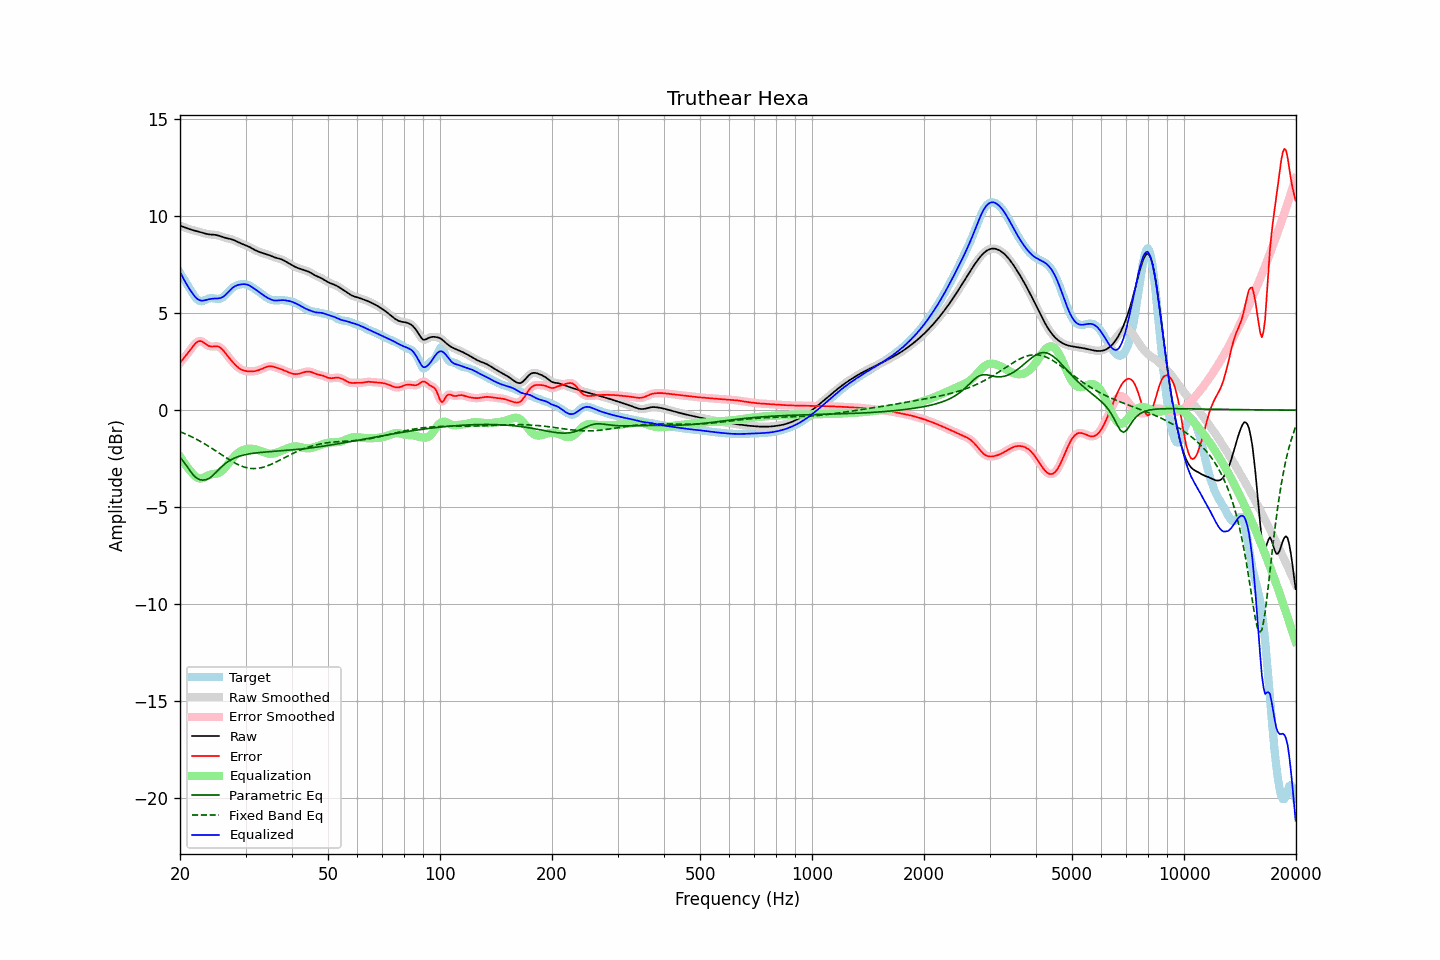 Truthear Hexa
Amplitude (dBr)
15
10
5
0
−5
−10
−15
−20
Target
Raw Smoothed
Error Smoothed
Raw
Error
Equalization
Parametric Eq
Fixed Band Eq
Equalized
20 50 100 200 500 1000 2000 5000 10000 20000
Frequency (Hz)